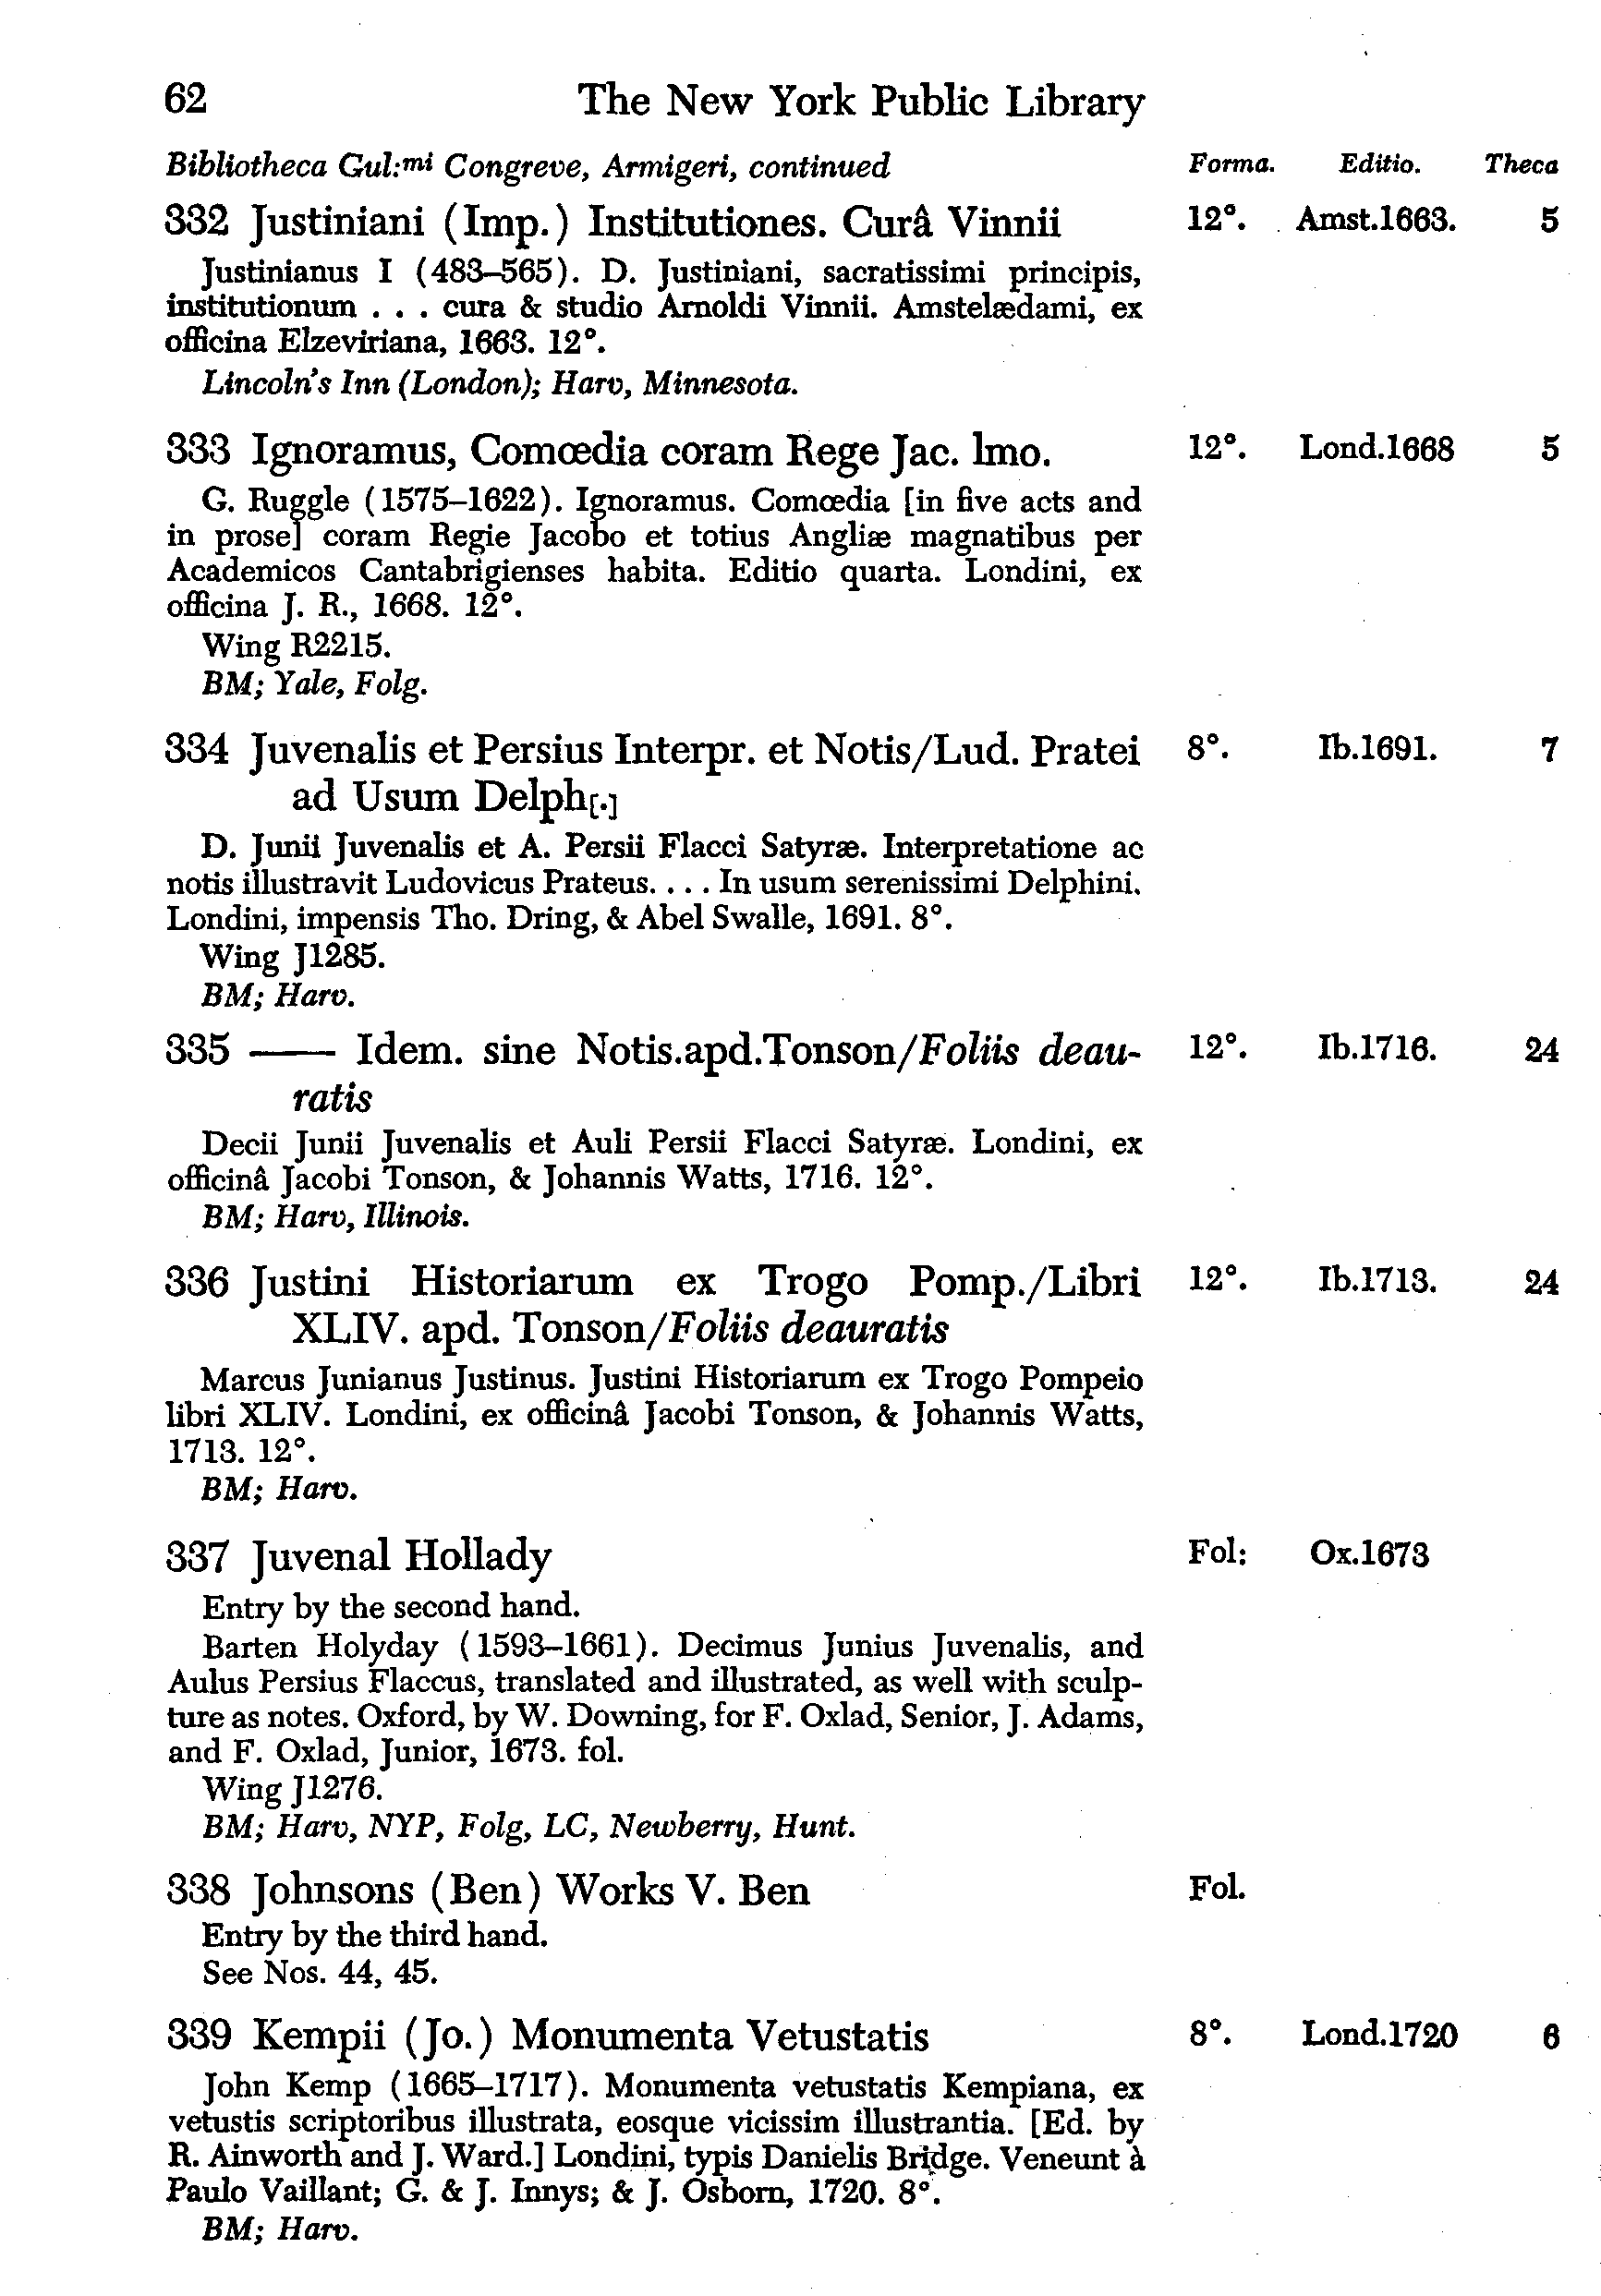 62 The New York Public Library
Bibliotheca Gul:mi Congreve, Armigeri, continued Forma. Editio. Theca
332 Justiniani (Imp.) Institutiones. Curâ Vinnii 12°. Amst.1663. 5
Justinianus I (483–565). D. Justiniani, sacratissimi principis,
institutionum . . . cura & studio Arnoldi Vinnii. Amstelædami, ex
officina Elzeviriana, 1663. 12°.
Lincoln's Inn (London); Harv, Minnesota.
333 Ignoramus, Comœdia coram Rege Jac. lmo. 12°. Lond.1668 5
G. Ruggle (1575–1622). Ignoramus. Comœdia [in five acts and
in prose] coram Regie Jacobo et totius Angliæ magnatibus per
Academicos Cantabrigienses habita. Editio quarta. Londini, ex
officina J. R., 1668. 12°.
Wing R2215.
BM; Yale, Folg.
334 Juvenalis et Persius Interpr. et Notis/Lud. Pratei 8°. Ib.1691. 7
ad Usum Delph[.]
D. Junii Juvenalis et A. Persii Flacci Satyræ. Interpretatione ac
notis illustravit Ludovicus Prateus. . . . In usum serenissimi Delphini.
Londini, impensis Tho. Dring, & Abel Swalle, 1691. 8°.
Wing J1285.
BM; Harv.
335 —— Idem. sine Notis.apd.Tonson/Foliis deau- 12°. Ib.1716. 24
ratis
Decii Junii Juvenalis et Auli Persii Flacci Satyræ. Londini, ex
officinâ Jacobi Tonson, & Johannis Watts, 1716. 12°.
BM; Harv, Illinois.
336 Justini Historiarum ex Trogo Pomp./Libri 12°. Ib.1713. 24
XLIV. apd. Tonson/Foliis deauratis
Marcus Junianus Justinus. Justini Historiarum ex Trogo Pompeio
libri XLIV. Londini, ex officinâ Jacobi Tonson, & Johannis Watts,
1713. 12°.
BM; Harv.
337 Juvenal Hollady Fol: Ox.1673
Entry by the second hand.
Barten Holyday (1593–1661). Decimus Junius Juvenalis, and
Aulus Persius Flaccus, translated and illustrated, as well with sculp-
ture as notes. Oxford, by W. Downing, for F. Oxlad, Senior, J. Adams,
and F. Oxlad, Junior, 1673. fol.
Wing J1276.
BM; Harv, NYP, Folg, LC, Newberry, Hunt.
338 Johnsons (Ben) Works V. Ben Fol.
Entry by the third hand.
See Nos. 44, 45.
339 Kempii (Jo.) Monumenta Vetustatis 8°. Lond.1720 6
John Kemp (1665–1717). Monumenta vetustatis Kempiana, ex
vetustis scriptoribus illustrata, eosque vicissim illustrantia. [Ed. by
R. Ainworth and J. Ward.] Londini, typis Danielis Bridge. Veneunt à
Paulo Vaillant; G. & J. Innys; & J. Osborn, 1720. 8°.
BM; Harv.